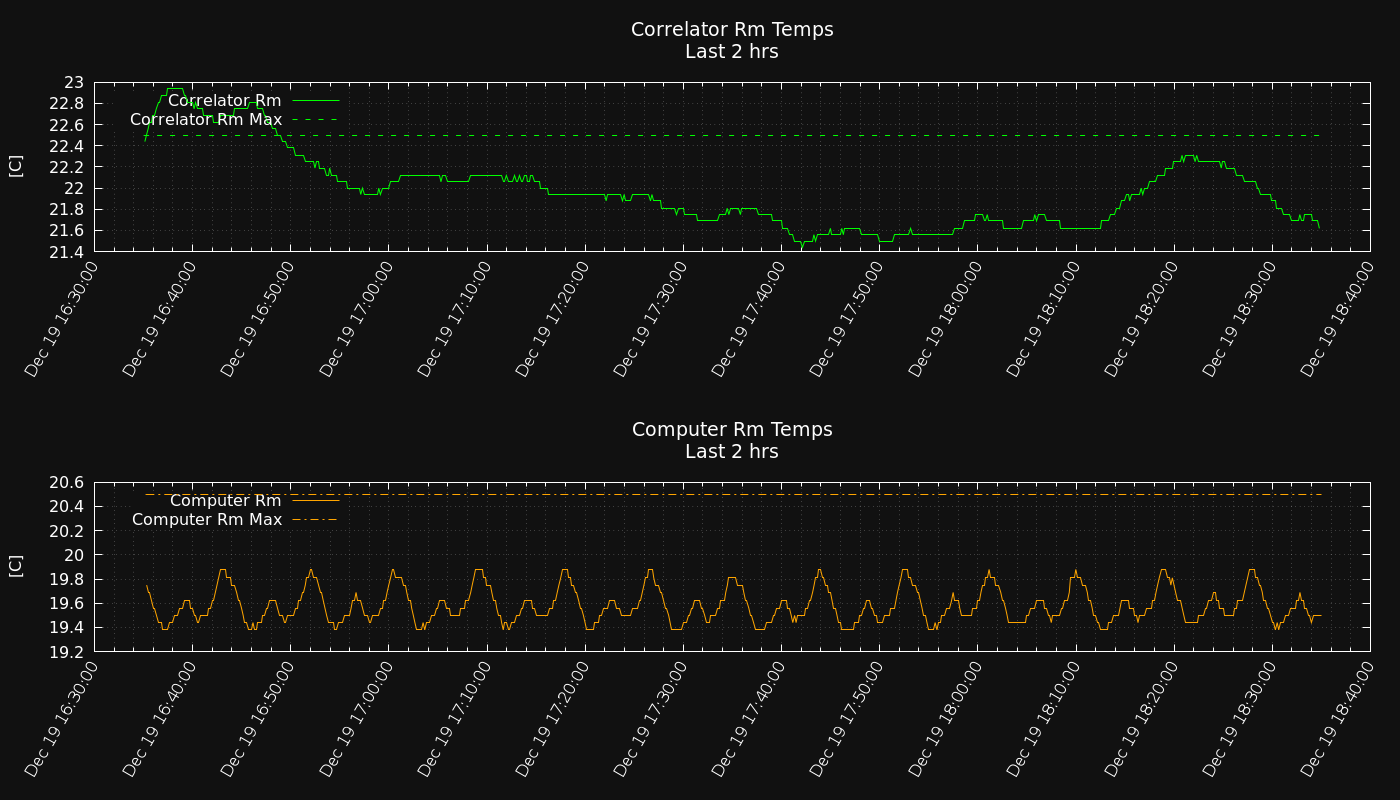 Correlator Rm Temps
Last 2 hrs
[C]
23
22.8
22.6
22.4
22.2
22
21.8
21.6
21.4
Correlator Rm
Correlator Rm Max
Dec 19 16:30:00
Dec 19 16:40:00
Dec 19 16:50:00
Dec 19 17:00:00
Dec 19 17:10:00
Dec 19 17:20:00
Dec 19 17:30:00
Dec 19 17:40:00
Dec 19 17:50:00
Dec 19 18:00:00
Dec 19 18:10:00
Dec 19 18:20:00
Dec 19 18:30:00
Dec 19 18:40:00
Computer Rm Temps
Last 2 hrs
[C]
20.6
20.4
20.2
20
19.8
19.6
19.4
19.2
Computer Rm
Computer Rm Max
Dec 19 16:30:00
Dec 19 16:40:00
Dec 19 16:50:00
Dec 19 17:00:00
Dec 19 17:10:00
Dec 19 17:20:00
Dec 19 17:30:00
Dec 19 17:40:00
Dec 19 17:50:00
Dec 19 18:00:00
Dec 19 18:10:00
Dec 19 18:20:00
Dec 19 18:30:00
Dec 19 18:40:00